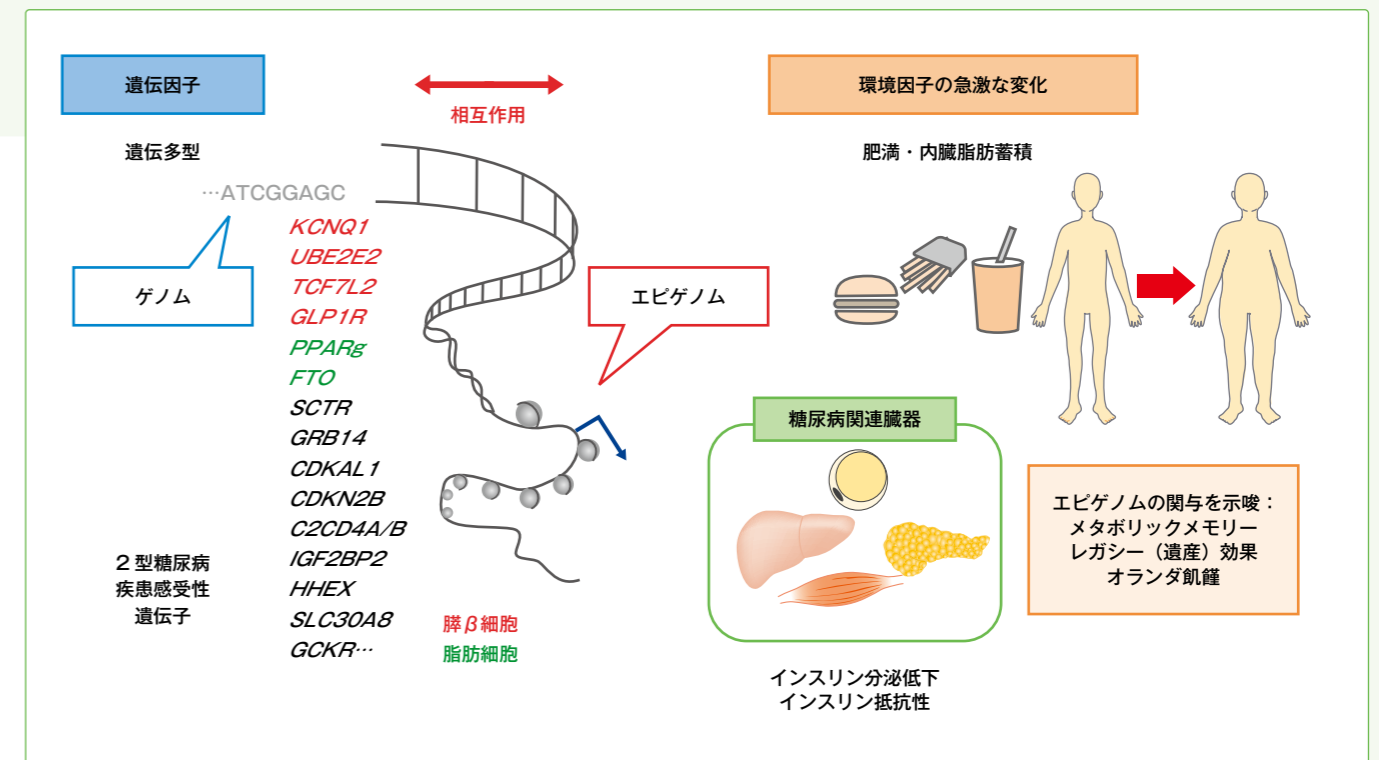 遺伝因子
相互作用
環境因子の急激な変化
遺伝多型
…ATCGGAGC
ゲノム
KCNQ1
UBE2E2
TCF7L2
GLP1R
PPARg
FTO
SCTR
GRB14
CDKAL1
CDKN2B
C2CD4A/B
IGF2BP2
HHEX
SLC30A8
GCKR…
2型糖尿病
疾患感受性
遺伝子
膵β細胞
脂肪細胞
エピゲノム
肥満・内臓脂肪蓄積
糖尿病関連臓器
インスリン分泌低下
インスリン抵抗性
エピゲノムの関与を示唆：
メタボリックメモリー
レガシー（遺産）効果
オランダ飢饉